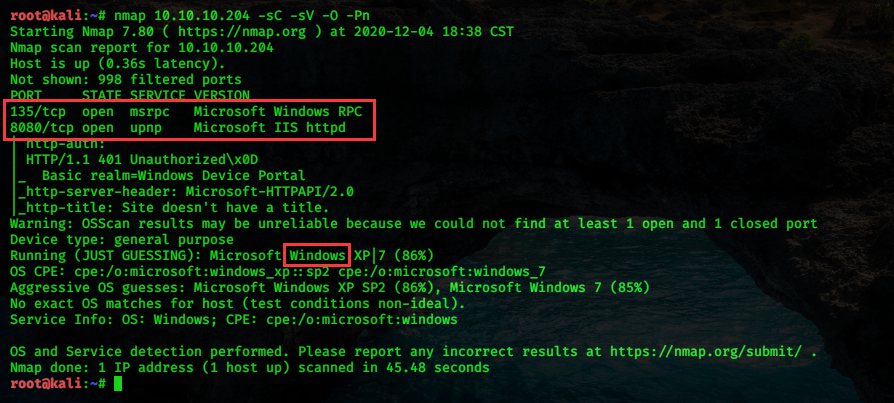 root@kali:~# nmap 10.10.10.204 -sC -sV -O -Pn
Starting Nmap 7.80 ( https://nmap.org ) at 2020-12-04 18:38 CST
Nmap scan report for 10.10.10.204
Host is up (0.36s latency).
Not shown: 998 filtered ports
PORT     STATE SERVICE VERSION
135/tcp  open  msrpc   Microsoft Windows RPC
8080/tcp open  upnp    Microsoft IIS httpd
| http-auth:
| HTTP/1.1 401 Unauthorized\x0D
|_  Basic realm=Windows Device Portal
|_http-server-header: Microsoft-HTTPAPI/2.0
|_http-title: Site doesn't have a title.
Warning: OSScan results may be unreliable because we could not find at least 1 open and 1 closed port
Device type: general purpose
Running (JUST GUESSING): Microsoft Windows XP|7 (86%)
OS CPE: cpe:/o:microsoft:windows_xp::sp2 cpe:/o:microsoft:windows_7
Aggressive OS guesses: Microsoft Windows XP SP2 (86%), Microsoft Windows 7 (85%)
No exact OS matches for host (test conditions non-ideal).
Service Info: OS: Windows; CPE: cpe:/o:microsoft:windows

OS and Service detection performed. Please report any incorrect results at https://nmap.org/submit/ .
Nmap done: 1 IP address (1 host up) scanned in 45.48 seconds
root@kali:~#